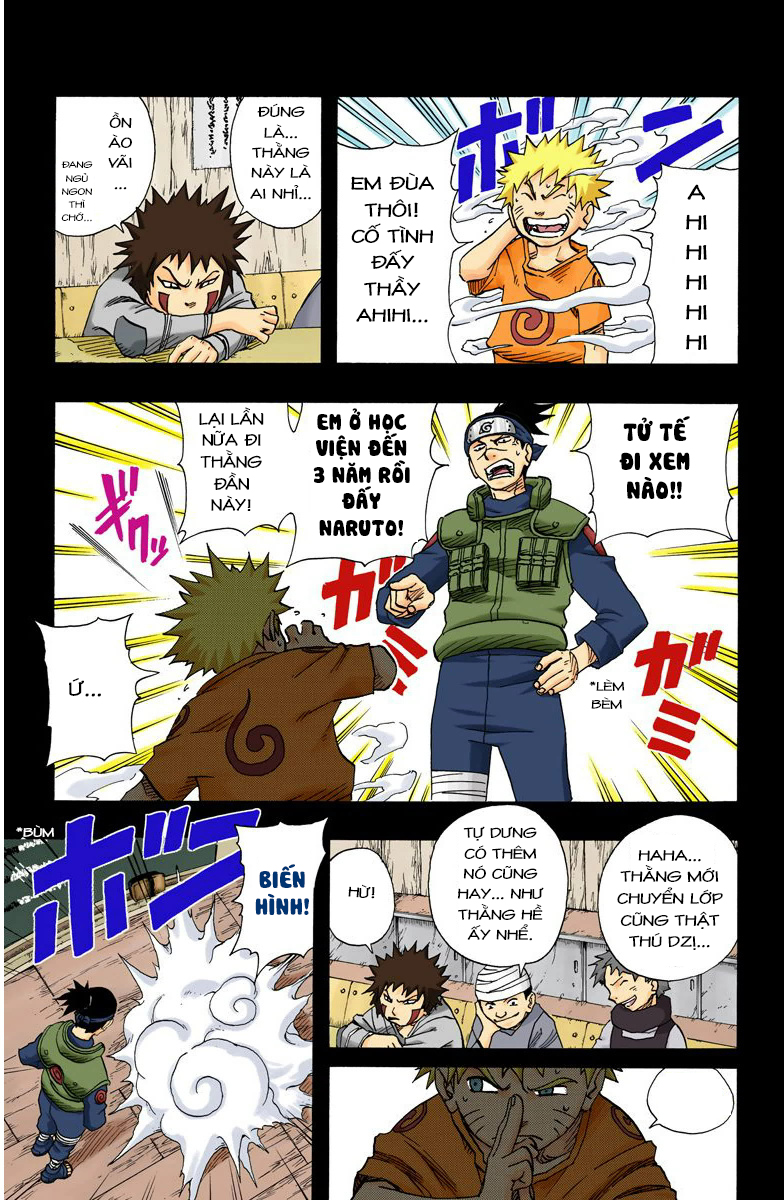 A
HI
HI
HI
HI
HI
EM ĐÙA
THÔI!
CỐ TÌNH
ĐẤY
THẦY
AHIHI...
ボン
ĐÚNG
LÀ...
THẰNG
NÀY LÀ
AI NHỈ...
ỒN
ÀO
VÃI
...
ĐANG
NGỦ
NGON
THÌ
CHỚ...
TỬ TẾ
ĐI XEM
NÀO!!
EM Ở HỌC
VIỆN ĐẾN
3 NĂM RỒI
ĐẤY
NARUTO!
LẠI LẦN
NỮA ĐI
THẰNG
ĐẦN
NÀY!
ガミ
*LÈM
BÈM
ガミ
Ứ...
HAHA...
THẰNG MỚI
CHUYỂN LỚP
CŨNG THẬT
THÚ DZỊ...
TỰ DƯNG
CÓ THÊM
NÓ CŨNG
HAY... NHƯ
THẰNG HỀ
ẤY NHỂ.
HỪ!
BIẾN
HÌNH!
*BÙM
ボン